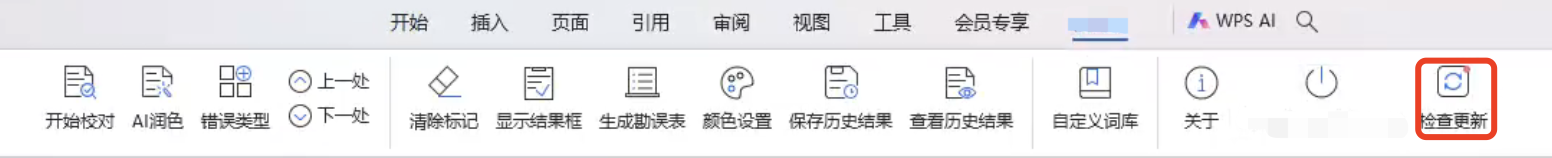 开始 插入 页面 引用 审阅 视图 工具 会员专享 WPS AI
上一处
下一处
开始校对 AI润色 错误类型 清除标记 显示结果框 生成勘误表 颜色设置 保存历史结果 查看历史结果 自定义词库 关于 检查更新